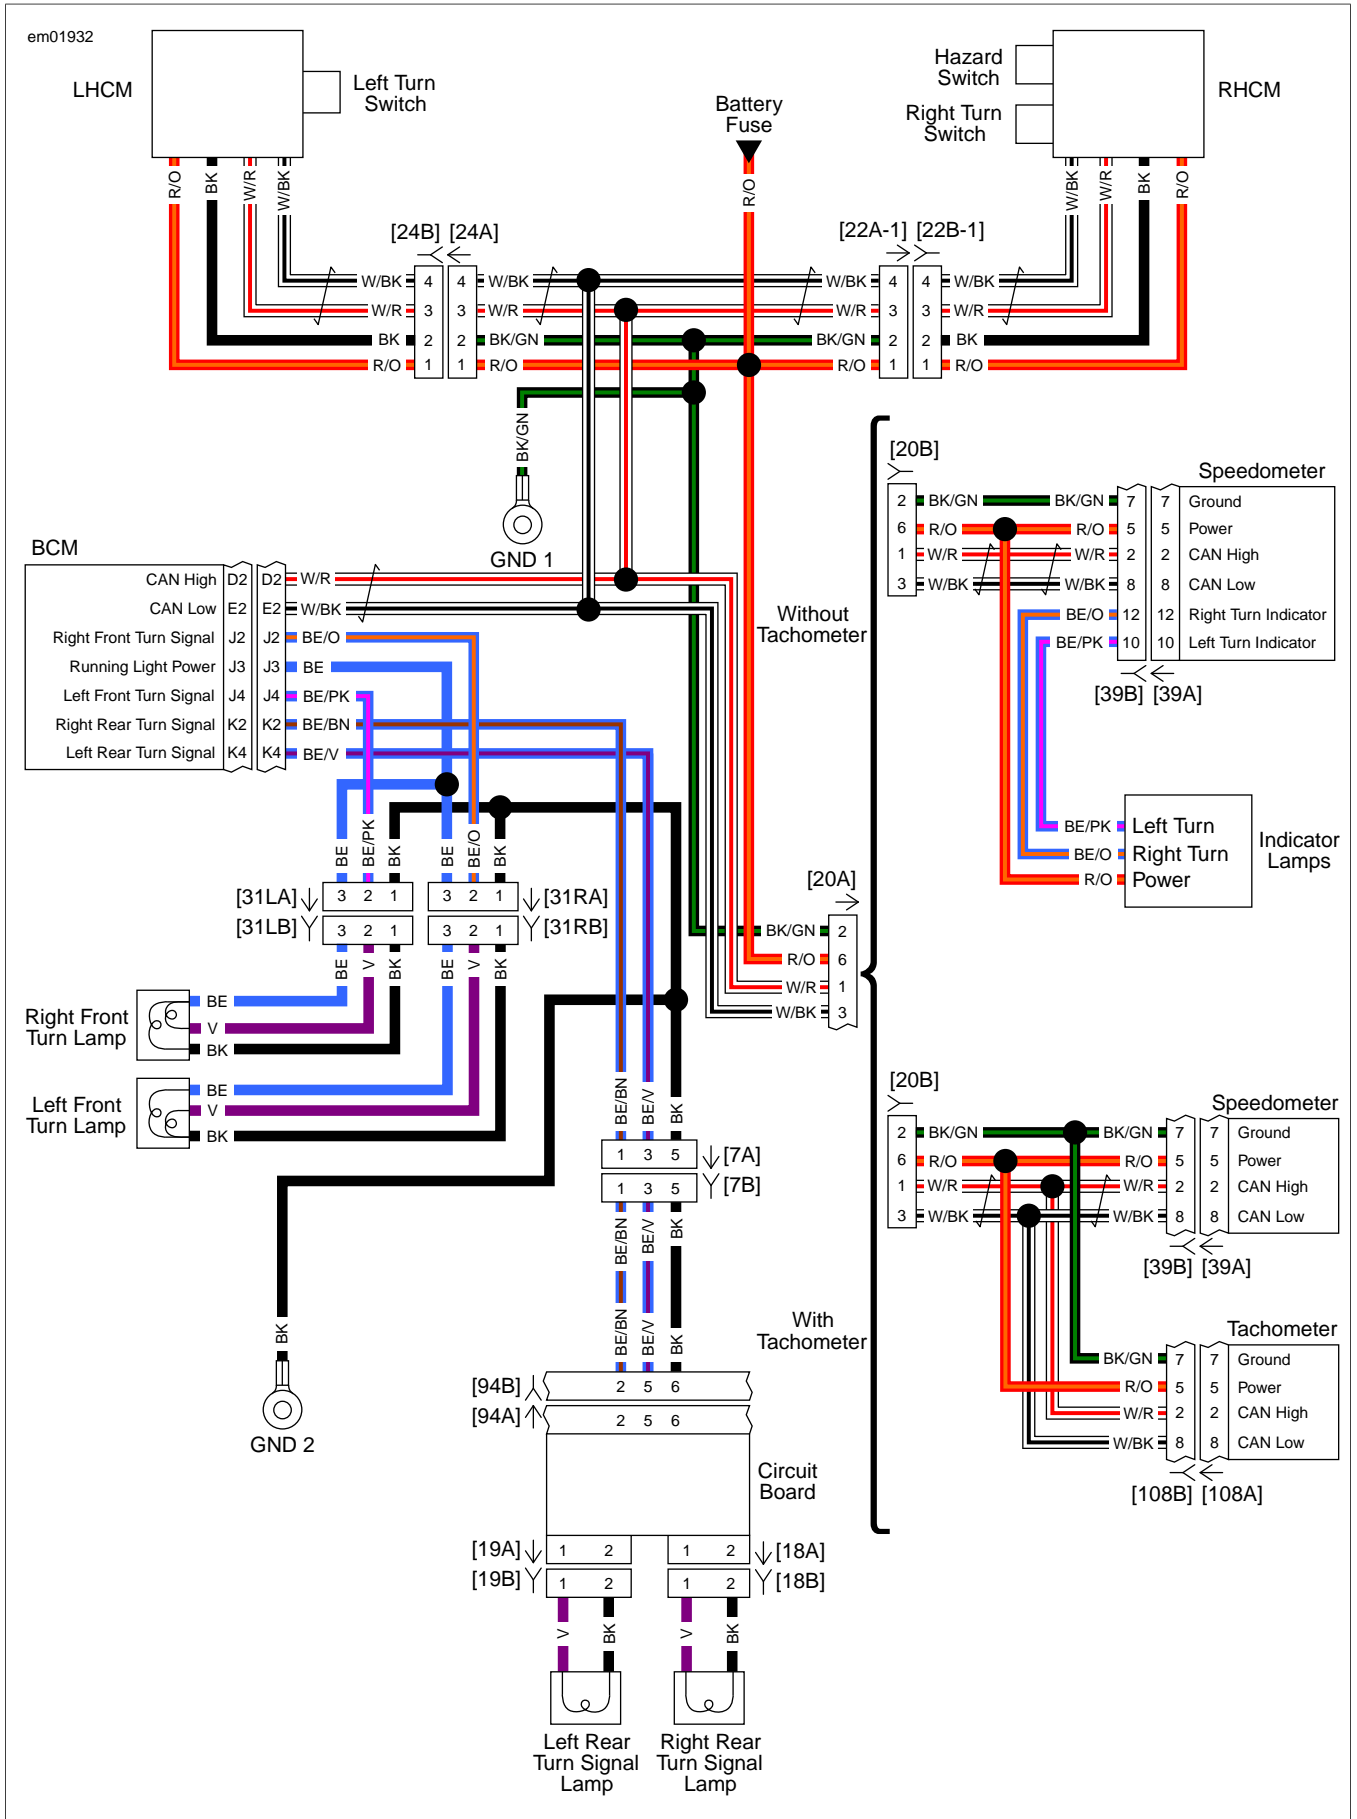 em01932
LHCM
Left Turn
Switch
Battery
Fuse
Hazard
Switch
Right Turn
Switch
RHCM
R/O
BK
W/R
W/BK
R/O
W/BK
W/R
BK
R/O
[24B] [24A]
[22A-1] [22B-1]
W/BK 4 4 W/BK W/BK 4 4 W/BK
W/R 3 3 W/R W/R 3 3 W/R
BK 2 2 BK/GN BK/GN 2 2 BK
R/O 1 1 R/O R/O 1 1 R/O
BK/GN
GND 1
BCM
CAN High D2 D2 W/R
CAN Low E2 E2 W/BK
Right Front Turn Signal J2 J2 BE/O
Running Light Power J3 J3 BE
Left Front Turn Signal J4 J4 BE/PK
Right Rear Turn Signal K2 K2 BE/BN
Left Rear Turn Signal K4 K4 BE/V
Without
Tachometer
[20B]
Speedometer
2 BK/GN BK/GN 7 7 Ground
6 R/O R/O 5 5 Power
1 W/R W/R 2 2 CAN High
3 W/BK W/BK 8 8 CAN Low
BE/O 12 12 Right Turn Indicator
BE/PK 10 10 Left Turn Indicator
[39B] [39A]
BE/PK Left Turn
BE/O Right Turn
R/O Power
Indicator
Lamps
BE
BE/PK
BK
BE
BE/O
BK
[31LA] 3 2 1 3 2 1 [31RA]
[31LB] 3 2 1 3 2 1 [31RB]
BE
V
BK
BE
V
BK
[20A]
BK/GN 2
R/O 6
W/R 1
W/BK 3
Right Front
Turn Lamp
BE
V
BK
Left Front
Turn Lamp
BE
V
BK
BE/BN
BE/V
BK
1 3 5 [7A]
1 3 5 [7B]
BE/BN
BE/V
BK
BE/BN
BE/V
BK
BK
GND 2
With
Tachometer
[20B]
Speedometer
2 BK/GN BK/GN 7 7 Ground
6 R/O R/O 5 5 Power
1 W/R W/R 2 2 CAN High
3 W/BK W/BK 8 8 CAN Low
[39B] [39A]
Tachometer
BK/GN 7 7 Ground
R/O 5 5 Power
W/R 2 2 CAN High
W/BK 8 8 CAN Low
[108B] [108A]
[94B] 2 5 6
[94A] 2 5 6
Circuit
Board
[19A] 1 2 1 2 [18A]
[19B] 1 2 1 2 [18B]
V
BK
V
BK
Left Rear
Turn Signal
Lamp
Right Rear
Turn Signal
Lamp